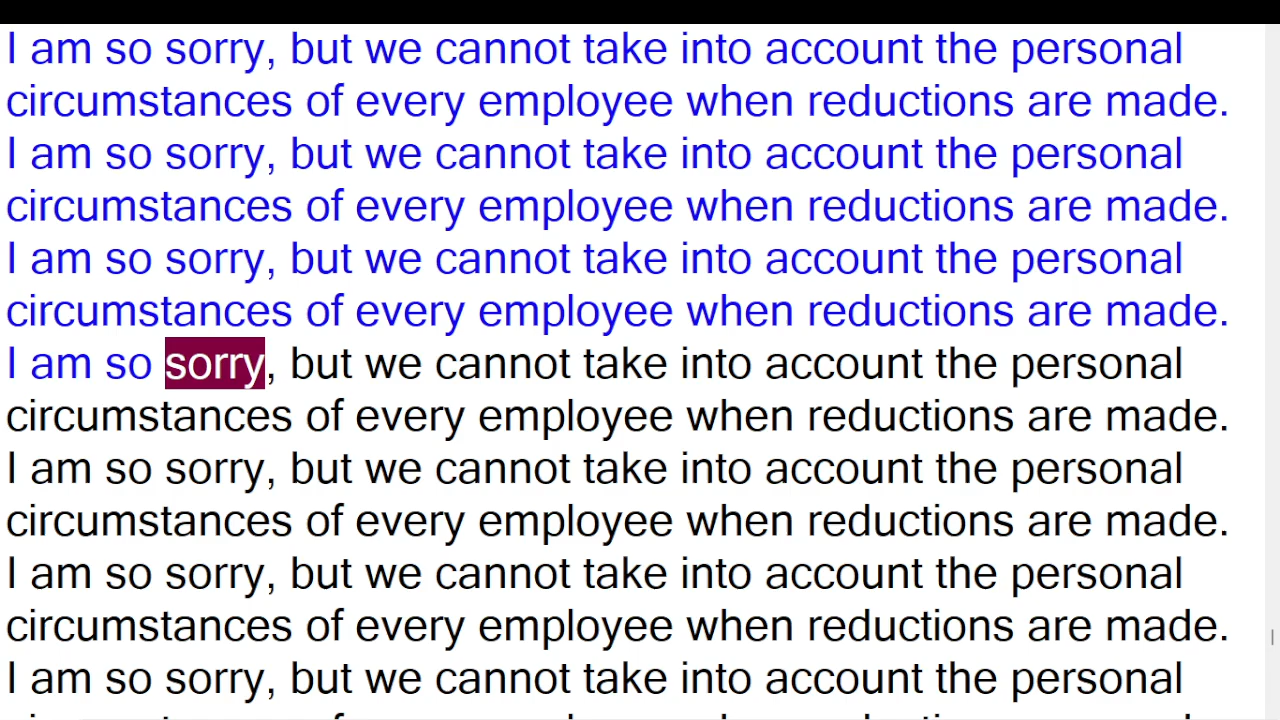 I am so sorry, but we cannot take into account the personal
circumstances of every employee when reductions are made.
I am so sorry, but we cannot take into account the personal
circumstances of every employee when reductions are made.
I am so sorry, but we cannot take into account the personal
circumstances of every employee when reductions are made.
I am so sorry, but we cannot take into account the personal
circumstances of every employee when reductions are made.
I am so sorry, but we cannot take into account the personal
circumstances of every employee when reductions are made.
I am so sorry, but we cannot take into account the personal
circumstances of every employee when reductions are made.
I am so sorry, but we cannot take into account the personal